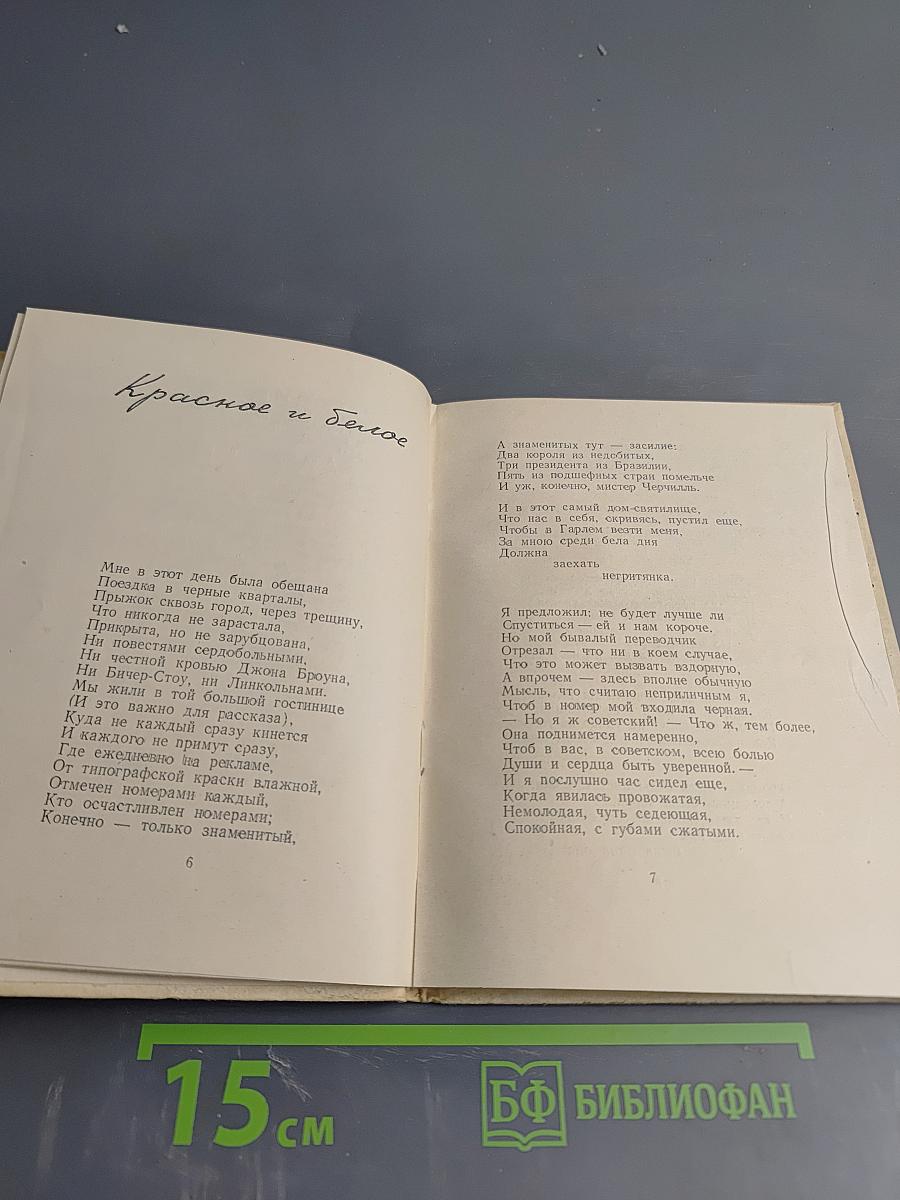 Красное и белое
Мне в этот день была обещана
Поездка в черные кварталы,
Прыжок сквозь город, через трещину,
Что никогда не зарастала,
Прикрыта, но не зарубцована,
Ни повестями сердобольными,
Ни честной кровью Джона Броуна,
Ни Бичер-Стоу, ни Линкольнами.
Мы жили в той большой гостинице
(И это важно для рассказа),
Куда не каждый сразу кинется
И каждого не примут сразу,
Где ежедневно на рекламе,
От типографской краски влажной,
Отмечен номерами каждый,
Кто осчастливлен номерами;
Конечно — только знаменитый,
6
А знаменитых тут — засилие:
Два короля из недобитых,
Три президента из Бразилии,
Пять из подшефных стран помельче
И уж, конечно, мистер Черчилль.
И в этот самый дом-святилище,
Что нас в себя, скривясь, пустил еще,
Чтобы в Гарлем везти меня,
За мною среди бела дня
Должна
заехать
негритянка.
Я предложил: не будет лучше ли
Спуститься — ей и нам короче.
Но мой бывалый переводчик
Отрезал — что ни в коем случае,
Что это может вызвать вздорную,
А впрочем — здесь вполне обычную
Мысль, что считаю неприличным я,
Чтоб в номер мой входила черная.
— Но я ж советский! — Что ж, тем более,
Она поднимется намеренно,
Чтоб в вас, в советском, всею болью
Души и сердца быть уверенной. —
И я послушно час сидел еще,
Когда явилась провожатая,
Немолодая, чуть седеющая,
Спокойная, с губами сжатыми.
7
15 см
БФ БИБЛИОФАН